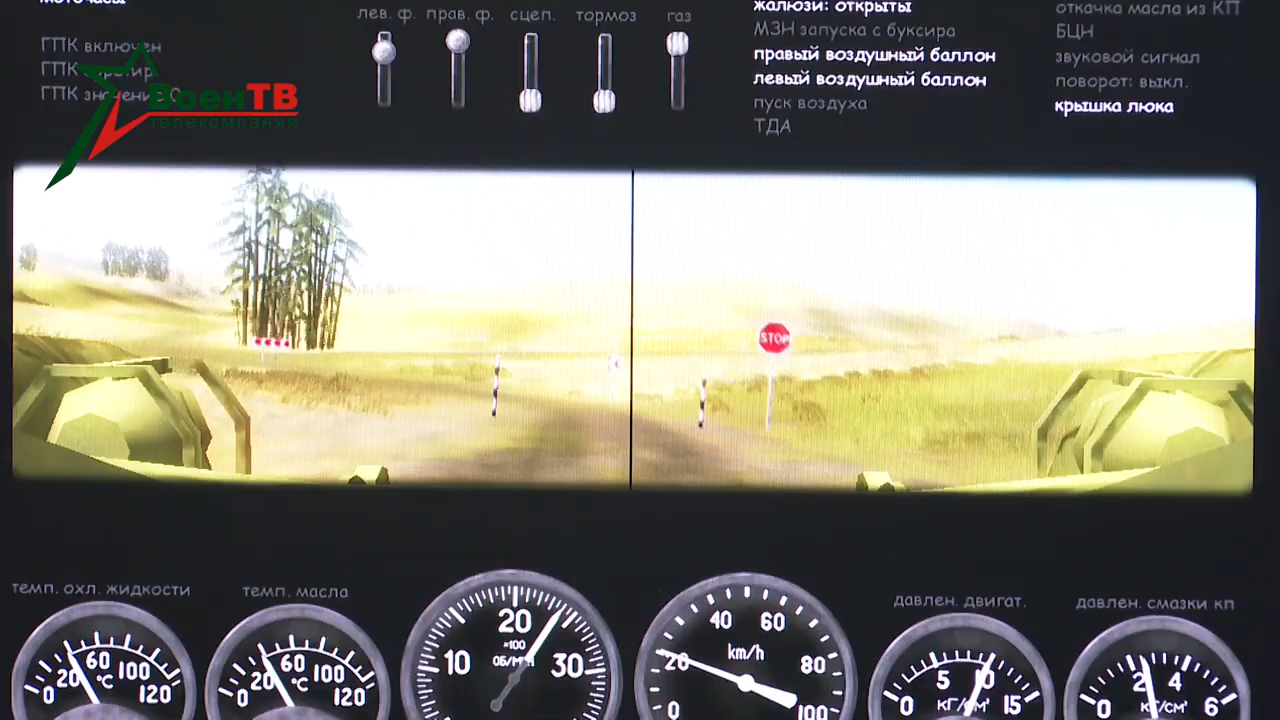 моточасы
ГПК включен
ГПК
ГПК
ВоенТВ
телекомпания
лев. ф.
прав. ф.
сцеп.
тормоз
газ
жалюзи: открыты
МЗН запуска с буксира
правый воздушный баллон
левый воздушный баллон
пуск воздуха
ТДА
откачка масла из КП
БЦН
звуковой сигнал
поворот: выкл.
крышка люка
STOP
темп. охл. жидкости
0 20 60 100 120
°C
темп. масла
0 20 60 100 120
°C
10 20 30
×100
ОБ/МИН
0 20 40 60 80 100
km/h
давлен. двигат.
0 5 10 15
КГ/СМ²
давлен. смазки кп
0 2 4 6
КГ/СМ²